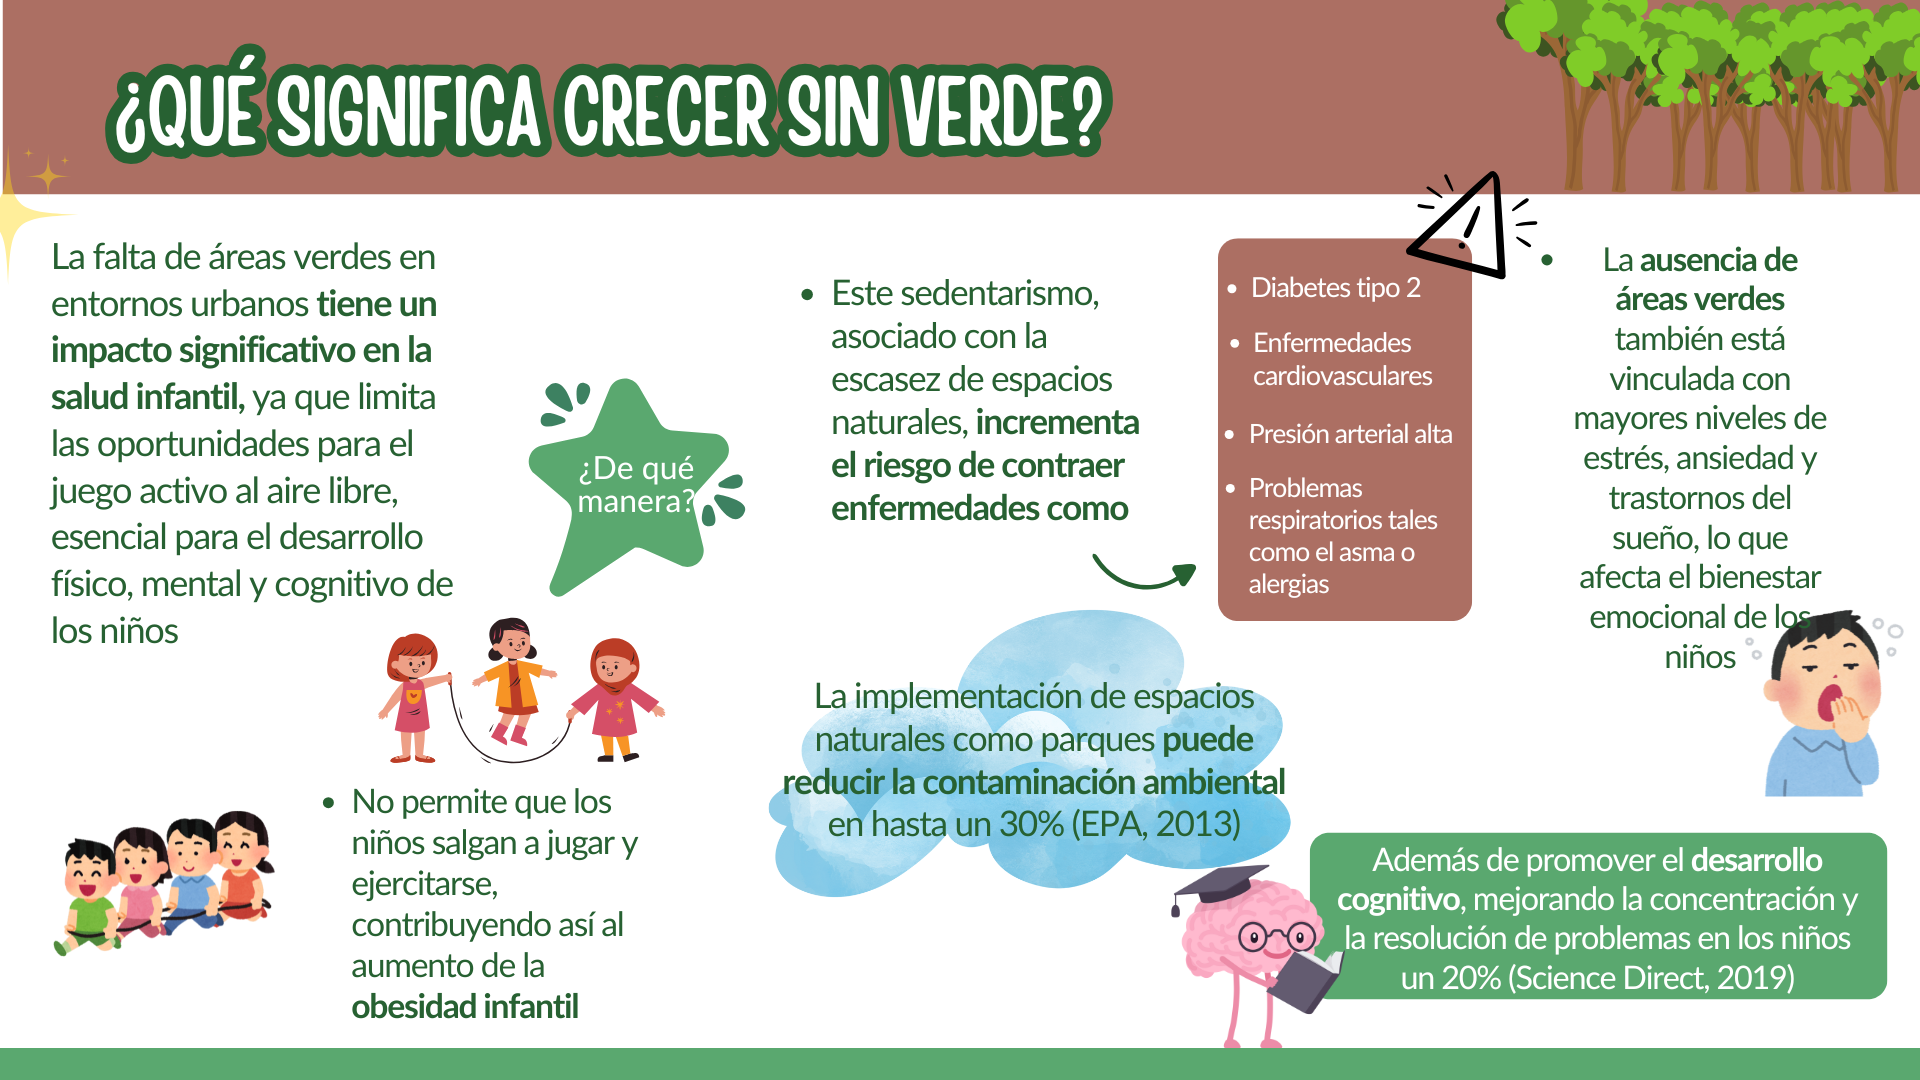 ¿QUÉ SIGNIFICA CRECER SIN VERDE?
La falta de áreas verdes en
entornos urbanos tiene un
impacto significativo en la
salud infantil, ya que limita
las oportunidades para el
juego activo al aire libre,
esencial para el desarrollo
físico, mental y cognitivo de
los niños
¿De qué
manera?
• No permite que los
niños salgan a jugar y
ejercitarse,
contribuyendo así al
aumento de la
obesidad infantil
• Este sedentarismo,
asociado con la
escasez de espacios
naturales, incrementa
el riesgo de contraer
enfermedades como
• Diabetes tipo 2
• Enfermedades
cardiovasculares
• Presión arterial alta
• Problemas
respiratorios tales
como el asma o
alergias
• La ausencia de
áreas verdes
también está
vinculada con
mayores niveles de
estrés, ansiedad y
trastornos del
sueño, lo que
afecta el bienestar
emocional de los
niños
La implementación de espacios
naturales como parques puede
reducir la contaminación ambiental
en hasta un 30% (EPA, 2013)
Además de promover el desarrollo
cognitivo, mejorando la concentración y
la resolución de problemas en los niños
un 20% (Science Direct, 2019)